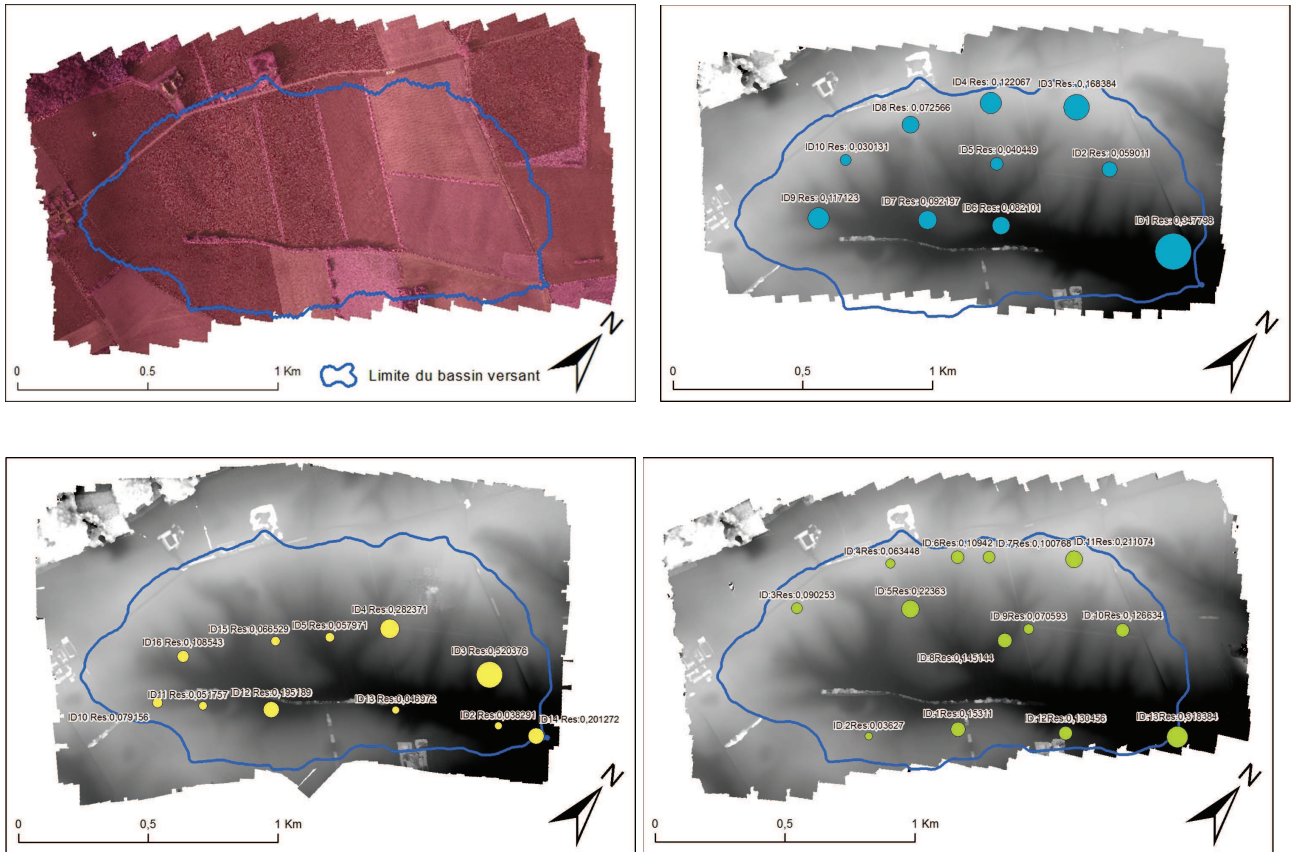 0
0.5
1 Km
Limite du bassin versant
N
ID4 Res: 0,122067
ID3 Res: 0,168384
ID8 Res: 0,072566
ID10 Res: 0,030131
ID5 Res: 0,040449
ID2 Res: 0,059011
ID9 Res: 0,117123
ID7 Res: 0,092197
ID6 Res: 0,082101
ID1 Res: 0,347798
0
0,5
1 Km
N
ID4 Res:0,282371
ID15 Res:0,066529
ID5 Res:0,057971
ID16 Res:0,108543
ID3 Res:0,520376
ID11 Res:0,051757
ID12 Res:0,195189
ID13 Res:0,046972
ID10 Res:0,079156
ID2 Res:0,038291
ID14 Res:0,201272
0
0,5
1 Km
N
ID:6Res:0,10942
ID:7Res:0,100768
ID:11Res:0,211074
ID:4Res:0,063448
ID:3Res:0,090253
ID:5Res:0,22363
ID:9Res:0,070593
ID:10Res:0,126634
ID:8Res:0,145144
ID:2Res:0,03627
ID:1Res:0,15311
ID:12Res:0,130456
ID:13Res:0,318384
0
0,5
1 Km
N